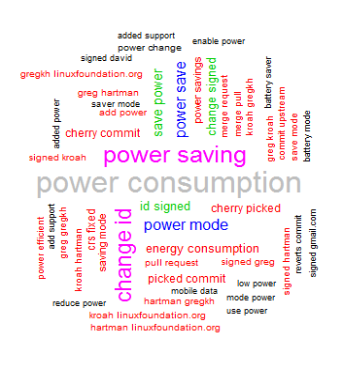 added support
power change
enable power
signed david
gregkh linuxfoundation.org
greg hartman
saver mode
add power
cherry commit
signed kroah
added power
save power
power save
power savings
change signed
merge request
merge pull
kroah gregkh
battery saver
greg kroah
commit upstream
save mode
battery mode
power saving
power consumption
id signed
cherry picked
power mode
change id
crs fixed
saving mode
kroah hartman
greg gregkh
add support
power efficient
energy consumption
pull request
signed greg
picked commit
low power
mobile data
mode power
hartman gregkh
use power
reduce power
kroah linuxfoundation.org
hartman linuxfoundation.org
signed hartman
reverts commit
signed gmail.com